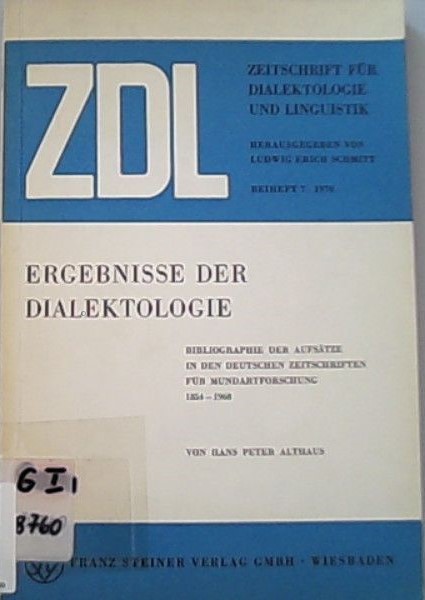 ZDL
ZEITSCHRIFT FÜR
DIALEKTOLOGIE
UND LINGUISTIK
HERAUSGEGEBEN VON
LUDWIG ERICH SCHMITT
BEIHEFT 7 · 1970
ERGEBNISSE DER
DIALEKTOLOGIE
BIBLIOGRAPHIE DER AUFSÄTZE
IN DEN DEUTSCHEN ZEITSCHRIFTEN
FÜR MUNDARTFORSCHUNG
1854–1968
VON HANS PETER ALTHAUS
G I,
8760
FRANZ STEINER VERLAG GMBH · WIESBADEN